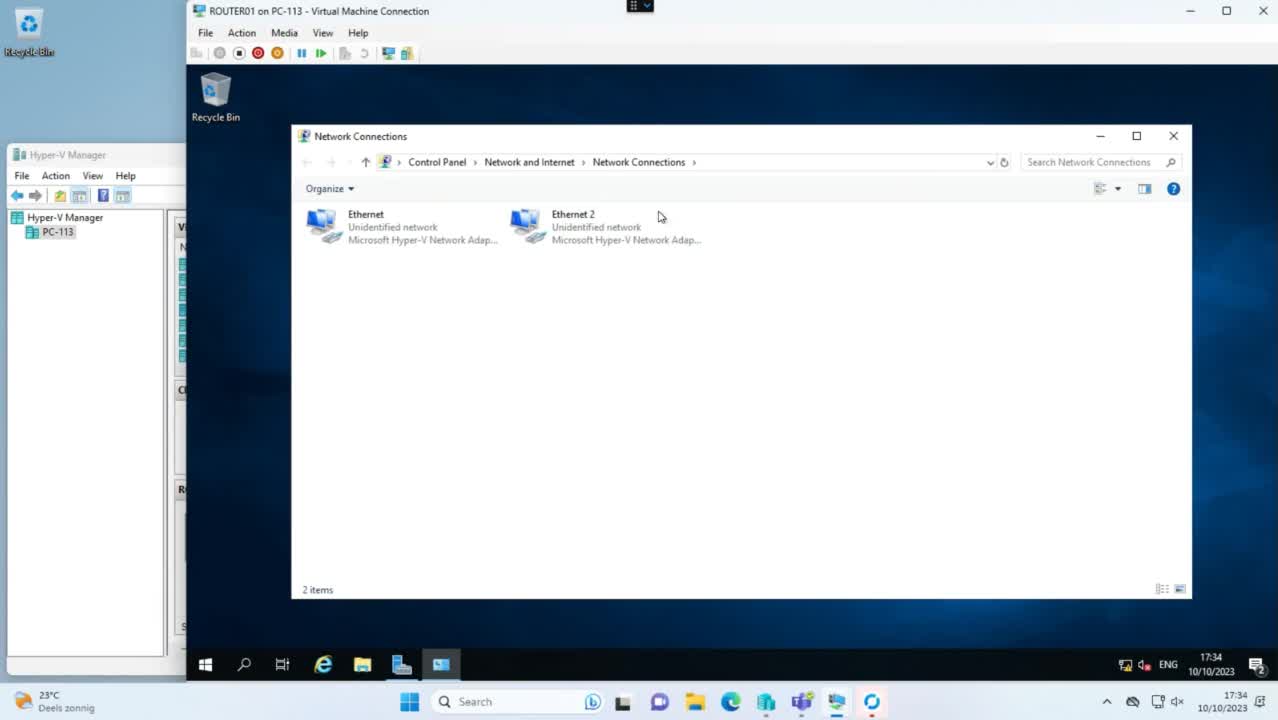 Recycle Bin
ROUTER01 on PC-113 - Virtual Machine Connection
File Action Media View Help
Recycle Bin
Hyper-V Manager
File Action View Help
Hyper-V Manager
PC-113
Network Connections
Control Panel > Network and Internet > Network Connections >
Search Network Connections
Organize
Ethernet
Unidentified network
Microsoft Hyper-V Network Adap...
Ethernet 2
Unidentified network
Microsoft Hyper-V Network Adap...
2 items
ENG
17:34
10/10/2023
2
23°C
Deels zonnig
Search
17:34
10/10/2023